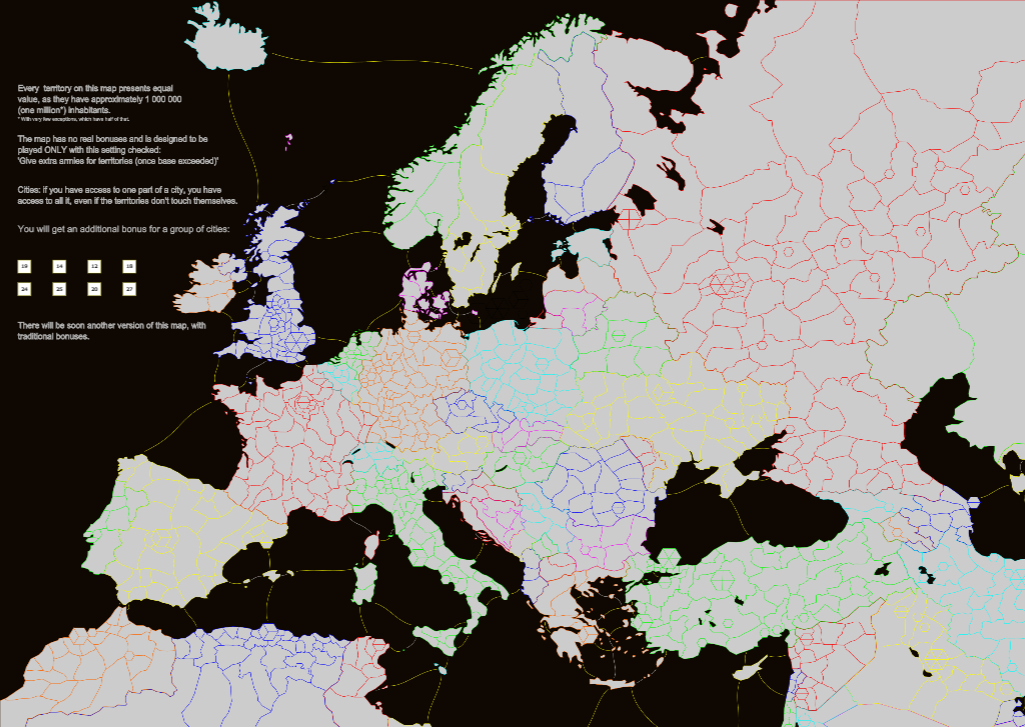 Every territory on this map presents equal
value, as they have approximately 1 000 000
(one million*) inhabitants.
* With very few exceptions, which have half of that.
The map has no real bonuses and is designed to be
played ONLY with this setting checked:
'Give extra armies for territories (once base exceeded)'
Cities: if you have access to one part of a city, you have
access to all it, even if the territories don't touch themselves.
You will get an additional bonus for a group of cities:
19 14 12 18
24 25 20 27
There will be soon another version of this map, with
traditional bonuses.